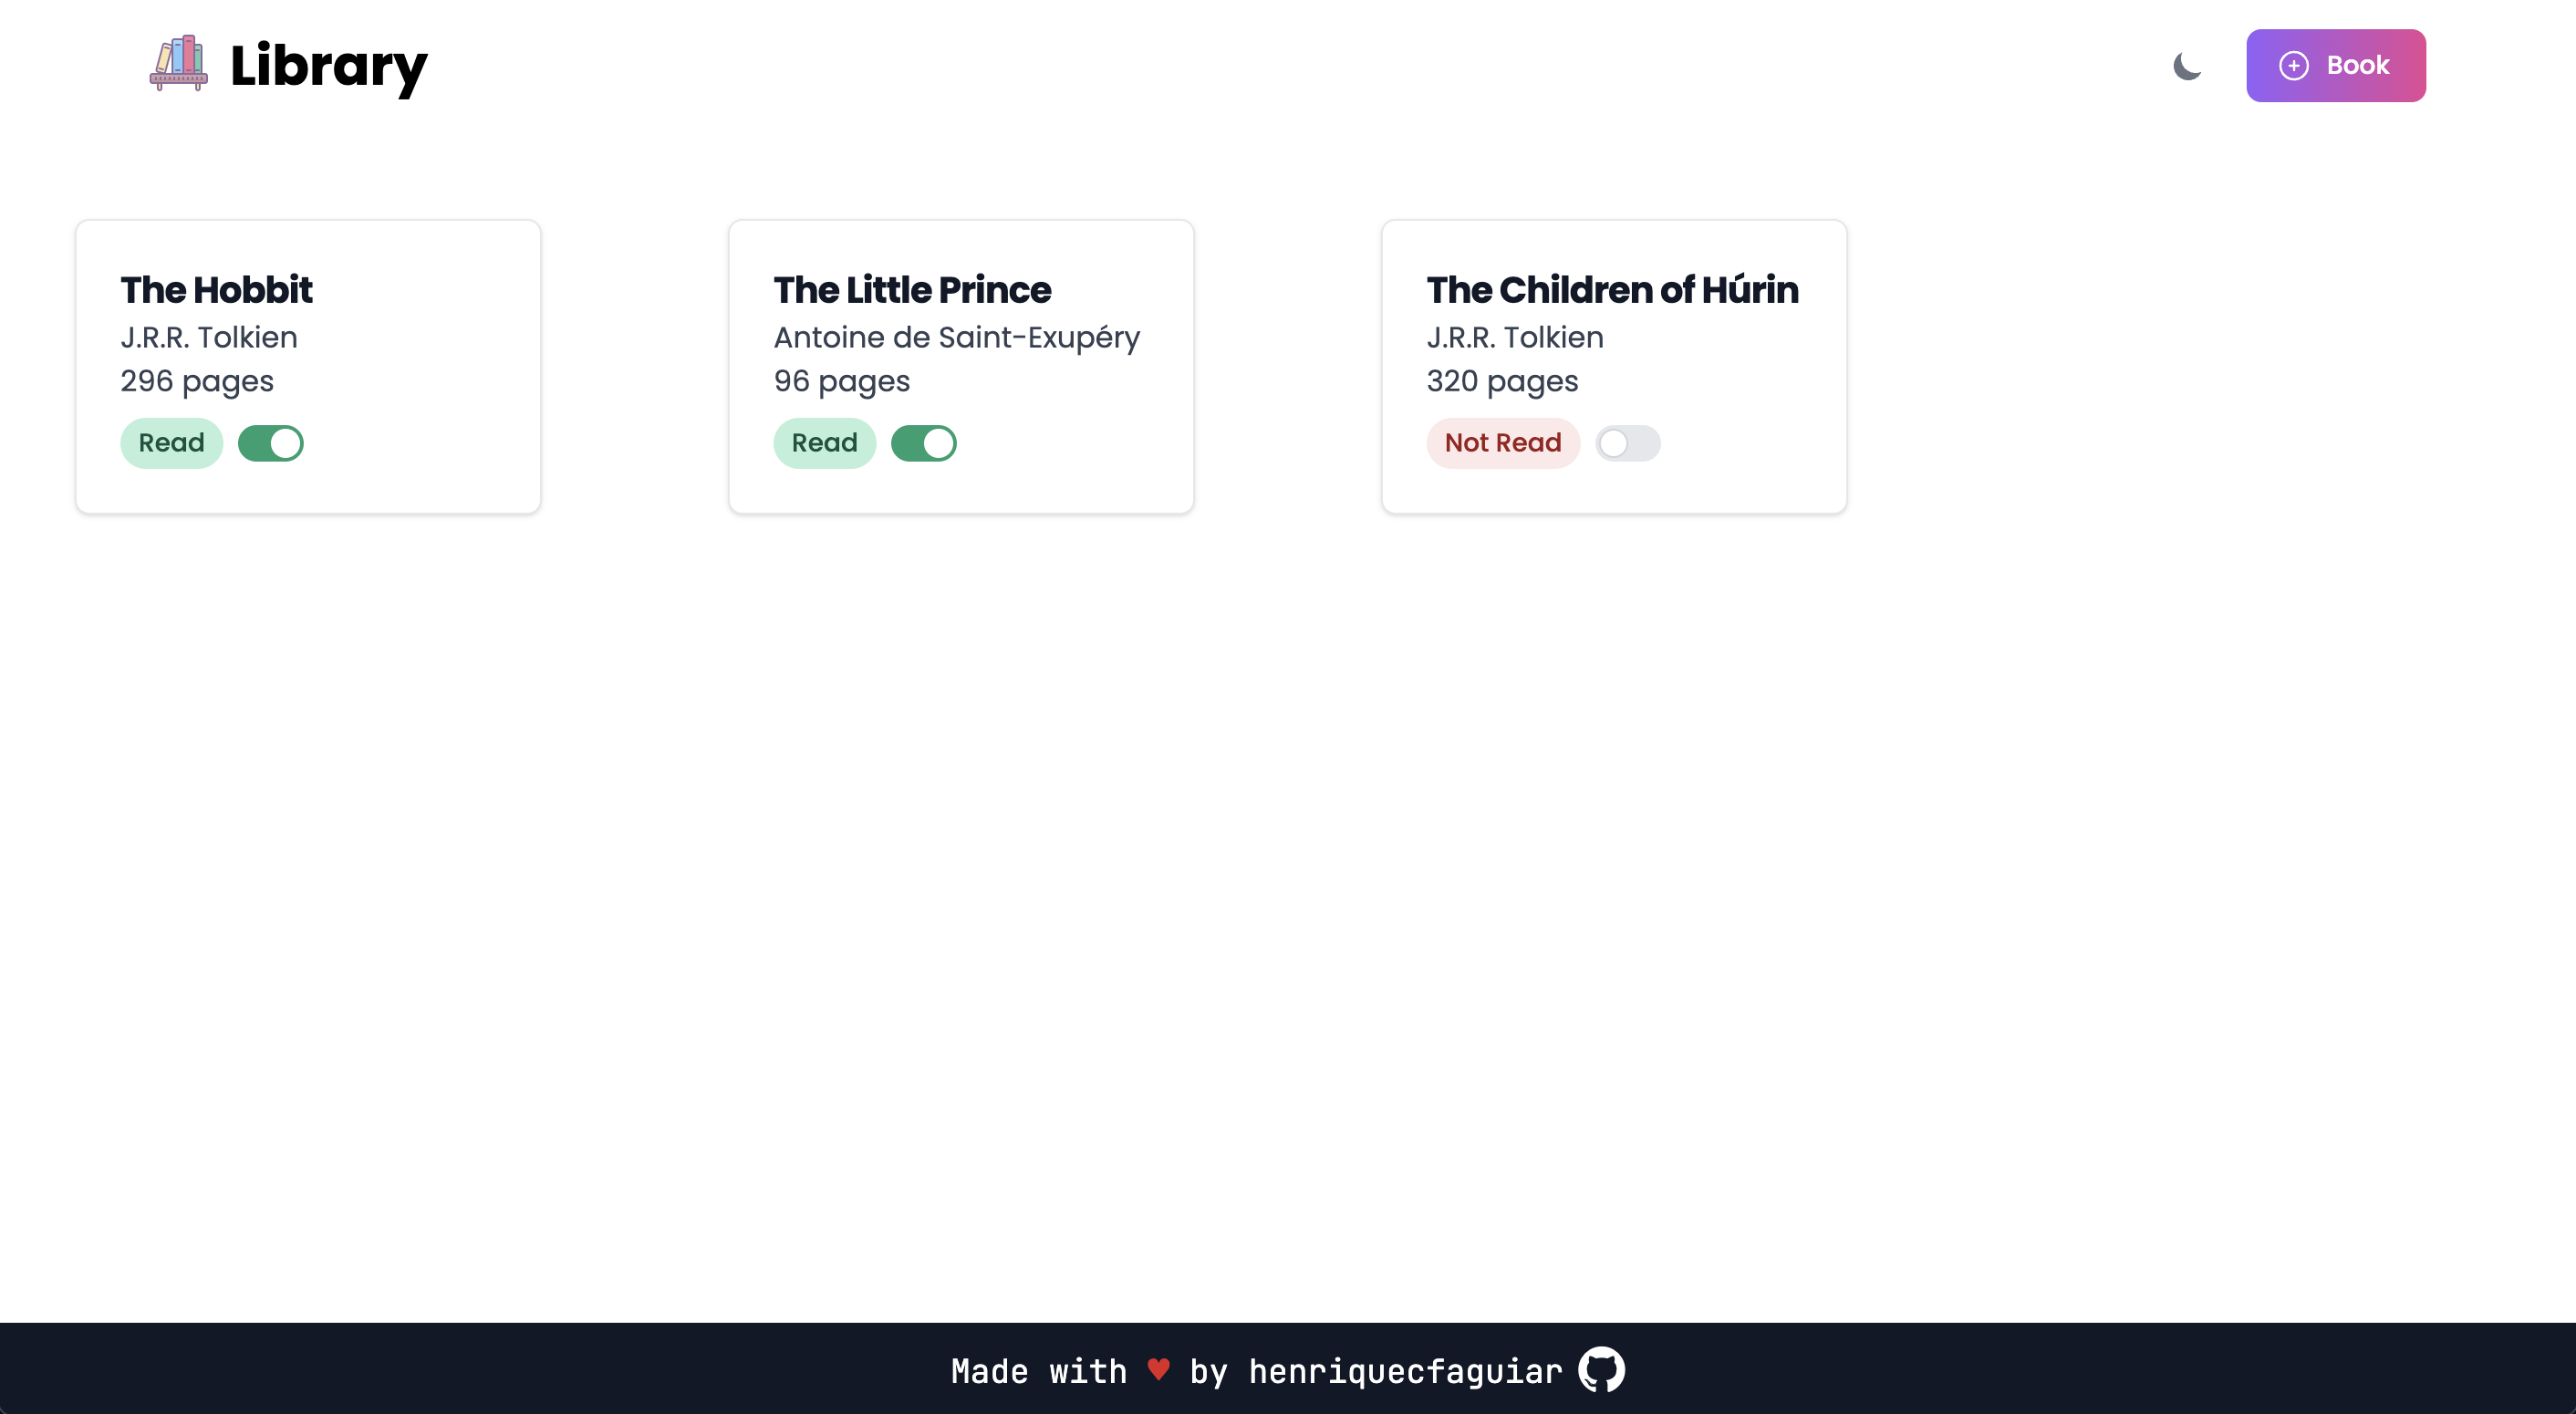 Library
Book
The Hobbit
J.R.R. Tolkien
296 pages
Read
The Little Prince
Antoine de Saint-Exupéry
96 pages
Read
The Children of Húrin
J.R.R. Tolkien
320 pages
Not Read
Made with ♥ by henriquecfaguiar